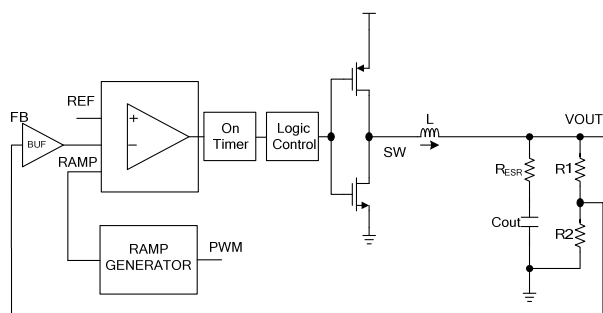 FB
BUF
REF
RAMP
+
−
On
Timer
Logic
Control
SW
L
VOUT
RESR
Cout
R1
R2
RAMP
GENERATOR
PWM